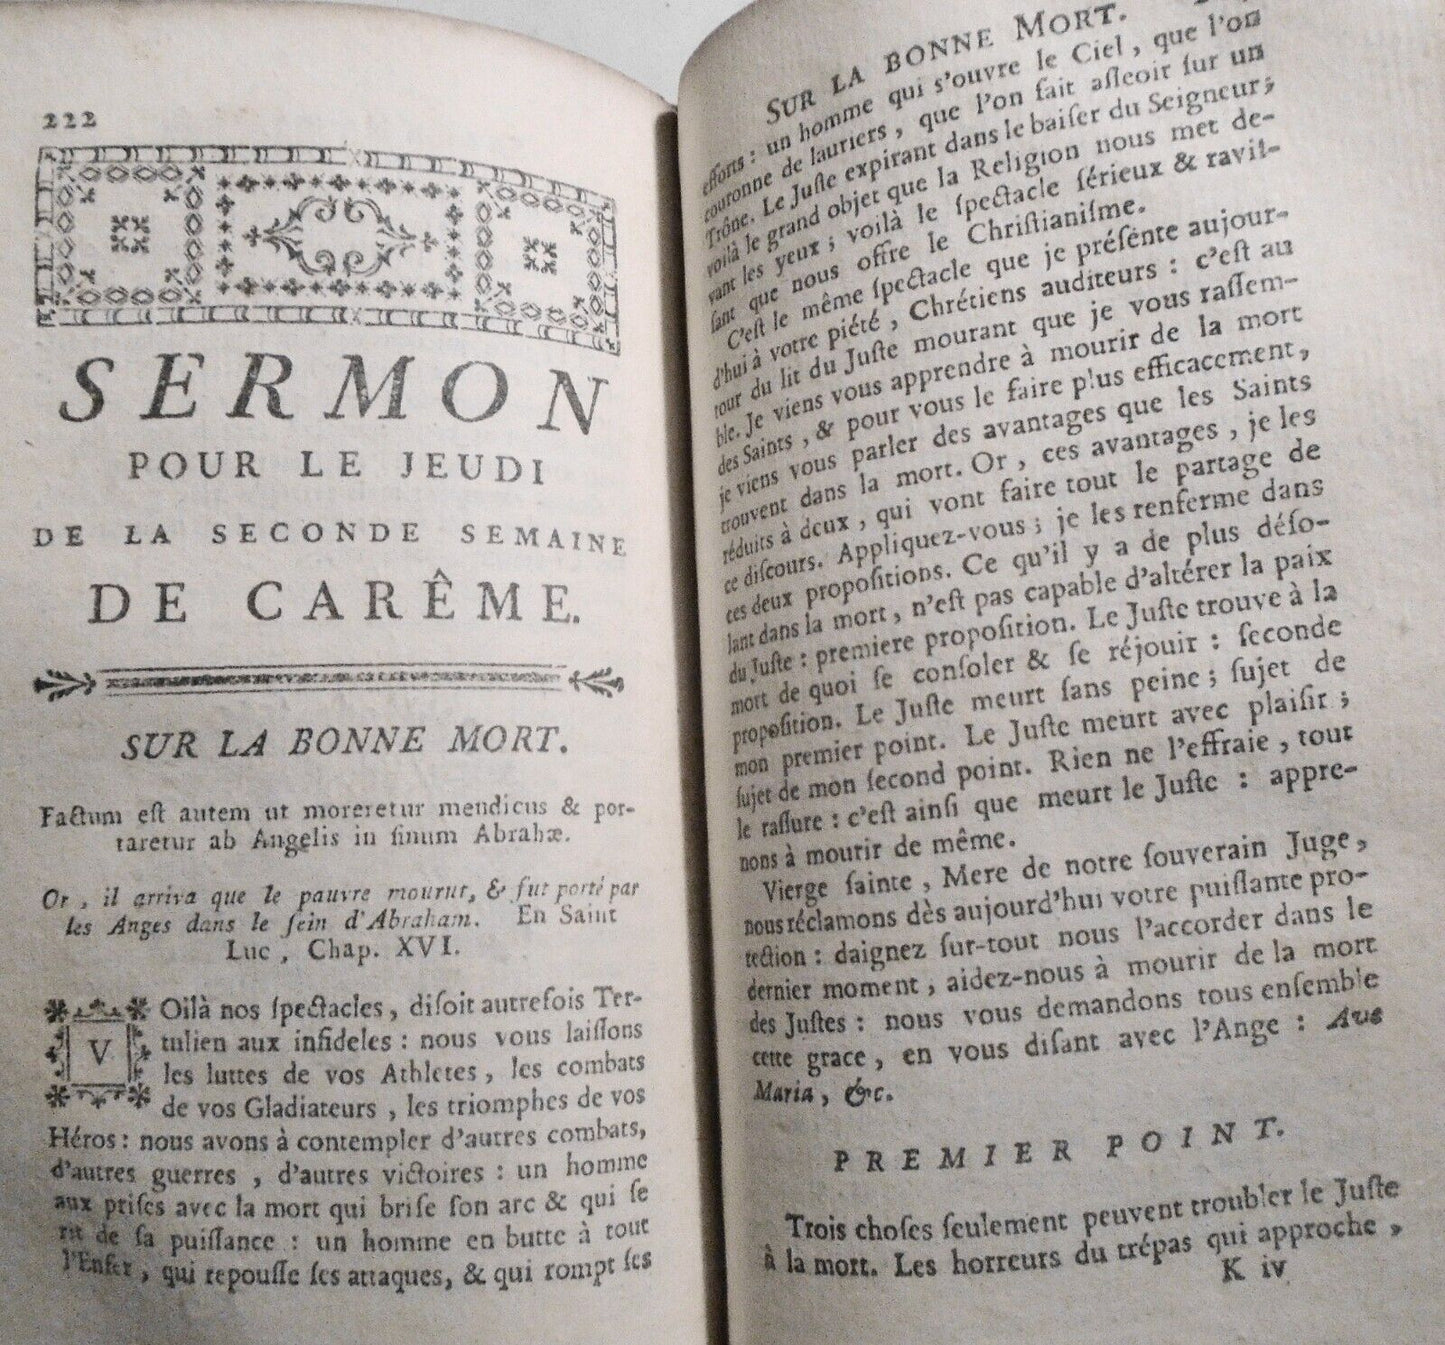 222
SERMON
POUR LE JEUDI
DE LA SECONDE SEMAINE
DE CARÊME.
SUR LA BONNE MORT.
Factum eſt autem ut moreretur mendicus & por-
taretur ab Angelis in ſinum Abrahæ.
Or, il arriva que le pauvre mourut, & fut porté par
les Anges dans le ſein d'Abraham. En Saint
Luc, Chap. XVI.
VOilà nos ſpectacles, diſoit autrefois Ter-
tulien aux infideles : nous vous laiſſons
les luttes de vos Athletes, les combats
de vos Gladiateurs, les triomphes de vos
Héros : nous avons à contempler d'autres combats,
d'autres guerres, d'autres victoires : un homme
aux priſes avec la mort qui briſe ſon arc & qui ſe
rit de ſa puiſſance : un homme en butte à tout
l'Enfer, qui repouſſe ſes attaques, & qui rompt ſes
SUR LA BONNE MORT.
efforts : un homme qui s'ouvre le Ciel, que l'on
couronne de lauriers, que l'on fait aſſeoir ſur un
Trône. Le Juſte expirant dans le baiſer du Seigneur ;
voilà le grand objet que la Religion nous met de-
vant les yeux ; voilà le ſpectacle ſérieux & raviſ-
ſant que nous offre le Chriſtianiſme.
C'eſt le même ſpectacle que je préſente aujour-
d'hui à votre piété, Chrétiens auditeurs : c'eſt au
tour du lit du Juſte mourant que je vous raſſem-
ble. Je viens vous apprendre à mourir de la mort
des Saints, & pour vous le faire plus efficacement,
je viens vous parler des avantages que les Saints
trouvent dans la mort. Or, ces avantages, je les
réduits à deux, qui vont faire tout le partage de
ce diſcours. Appliquez-vous ; je les renferme dans
ces deux propoſitions. Ce qu'il y a de plus déſo-
lant dans la mort, n'eſt pas capable d'altérer la paix
du Juſte : premiere propoſition. Le Juſte trouve à la
mort de quoi ſe conſoler & ſe réjouir : ſeconde
propoſition. Le Juſte meurt ſans peine ; ſujet de
mon premier point. Le Juſte meurt avec plaiſir ;
ſujet de mon ſecond point. Rien ne l'effraie, tout
le raſſure : c'eſt ainſi que meurt le Juſte : appre-
nons à mourir de même.
Vierge ſainte, Mere de notre ſouverain Juge,
nous réclamons dès aujourd'hui votre puiſſante pro-
tection : daignez ſur-tout nous l'accorder dans le
dernier moment, aidez-nous à mourir de la mort
des Juſtes : nous vous demandons tous enſemble
cette grace, en vous diſant avec l'Ange : Ave
Maria, &c.
PREMIER POINT.
Trois choſes ſeulement peuvent troubler le Juſte
à la mort. Les horreurs du trépas qui approche,
K iv